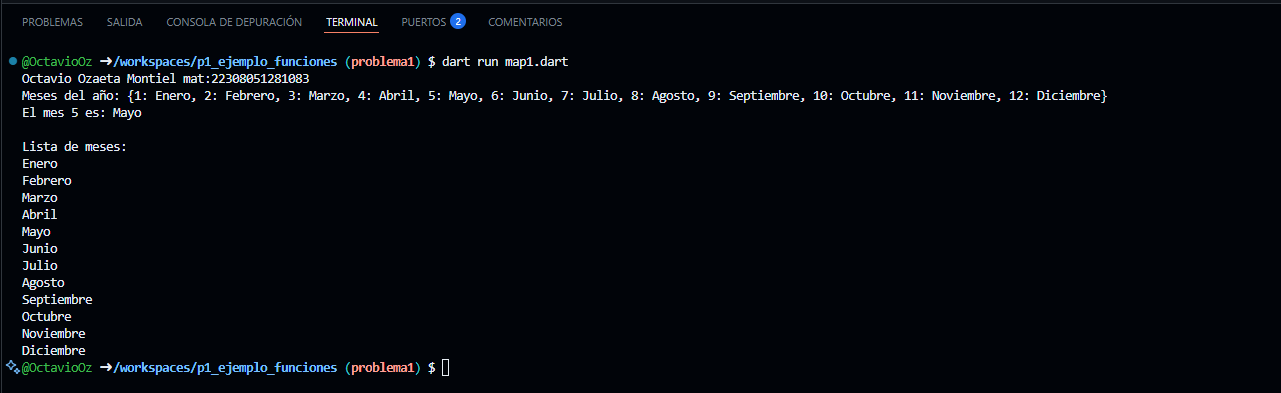 PROBLEMAS SALIDA CONSOLA DE DEPURACIÓN TERMINAL PUERTOS 2 COMENTARIOS
@OctavioOz ➜/workspaces/p1_ejemplo_funciones (problema1) $ dart run map1.dart
Octavio Ozaeta Montiel mat:22308051281083
Meses del año: {1: Enero, 2: Febrero, 3: Marzo, 4: Abril, 5: Mayo, 6: Junio, 7: Julio, 8: Agosto, 9: Septiembre, 10: Octubre, 11: Noviembre, 12: Diciembre}
El mes 5 es: Mayo
Lista de meses:
Enero
Febrero
Marzo
Abril
Mayo
Junio
Julio
Agosto
Septiembre
Octubre
Noviembre
Diciembre
@OctavioOz ➜/workspaces/p1_ejemplo_funciones (problema1) $